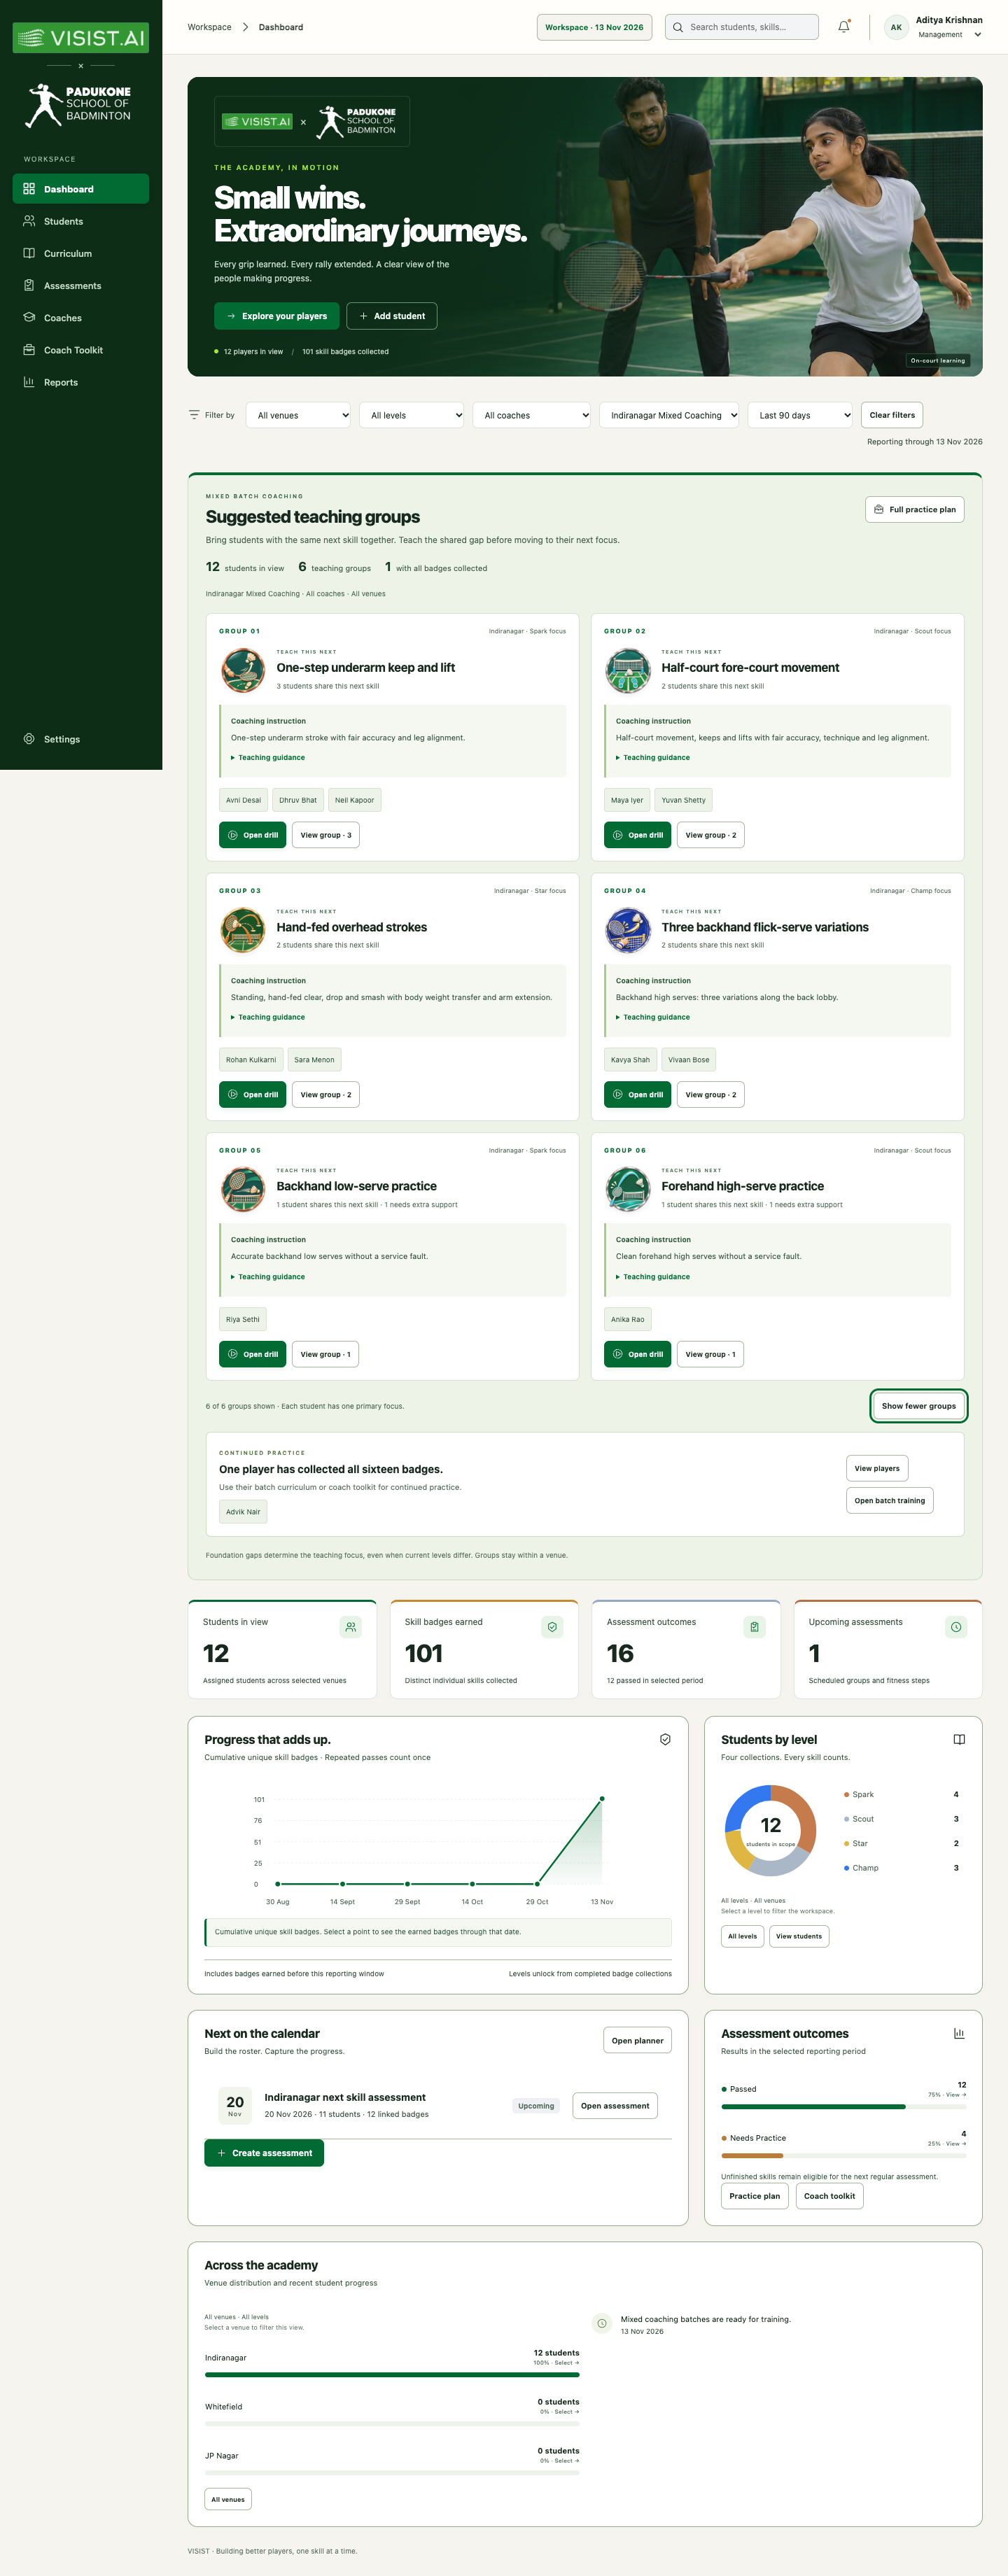 VISIST.AI
×
PADUKONE
SCHOOL OF
BADMINTON
WORKSPACE
Dashboard
Students
Curriculum
Assessments
Coaches
Coach Toolkit
Reports
Settings
Workspace
Dashboard
Workspace · 13 Nov 2026
Search students, skills...
AK
Aditya Krishnan
Management
VISIST.AI × PADUKONE
SCHOOL OF
BADMINTON
THE ACADEMY, IN MOTION
Small wins.
Extraordinary journeys.
Every grip learned. Every rally extended. A clear view of the
people making progress.
Explore your players
Add student
12 players in view / 101 skill badges collected
On-court learning
Filter by
All venues
All levels
All coaches
Indiranagar Mixed Coaching
Last 90 days
Clear filters
Reporting through 13 Nov 2026
MIXED BATCH COACHING
Suggested teaching groups
Full practice plan
Bring students with the same next skill together. Teach the shared gap before moving to their next focus.
12 students in view 6 teaching groups 1 with all badges collected
Indiranagar Mixed Coaching · All coaches · All venues
GROUP 01
Indiranagar · Spark focus
TEACH THIS NEXT
One-step underarm keep and lift
3 students share this next skill
Coaching instruction
One-step underarm stroke with fair accuracy and leg alignment.
Teaching guidance
Avni Desai
Dhruv Bhat
Neil Kapoor
Open drill
View group · 3
GROUP 02
Indiranagar · Scout focus
TEACH THIS NEXT
Half-court fore-court movement
2 students share this next skill
Coaching instruction
Half-court movement, keeps and lifts with fair accuracy, technique and leg alignment.
Teaching guidance
Maya Iyer
Yuvan Shetty
Open drill
View group · 2
GROUP 03
Indiranagar · Star focus
TEACH THIS NEXT
Hand-fed overhead strokes
2 students share this next skill
Coaching instruction
Standing, hand-fed clear, drop and smash with body weight transfer and arm extension.
Teaching guidance
Rohan Kulkarni
Sara Menon
Open drill
View group · 2
GROUP 04
Indiranagar · Champ focus
TEACH THIS NEXT
Three backhand flick-serve variations
2 students share this next skill
Coaching instruction
Backhand high serves: three variations along the back lobby.
Teaching guidance
Kavya Shah
Vivaan Bose
Open drill
View group · 2
GROUP 05
Indiranagar · Spark focus
TEACH THIS NEXT
Backhand low-serve practice
1 student shares this next skill · 1 needs extra support
Coaching instruction
Accurate backhand low serves without a service fault.
Teaching guidance
Riya Sethi
Open drill
View group · 1
GROUP 06
Indiranagar · Scout focus
TEACH THIS NEXT
Forehand high-serve practice
1 student shares this next skill · 1 needs extra support
Coaching instruction
Clean forehand high serves without a service fault.
Teaching guidance
Anika Rao
Open drill
View group · 1
6 of 6 groups shown · Each student has one primary focus.
Show fewer groups
CONTINUED PRACTICE
One player has collected all sixteen badges.
Use their batch curriculum or coach toolkit for continued practice.
Advik Nair
View players
Open batch training
Foundation gaps determine the teaching focus, even when current levels differ. Groups stay within a venue.
Students in view
12
Assigned students across selected venues
Skill badges earned
101
Distinct individual skills collected
Assessment outcomes
16
12 passed in selected period
Upcoming assessments
1
Scheduled groups and fitness steps
Progress that adds up.
Cumulative unique skill badges · Repeated passes count once
101
76
51
25
0
30 Aug
14 Sept
29 Sept
14 Oct
29 Oct
13 Nov
Cumulative unique skill badges. Select a point to see the earned badges through that date.
Includes badges earned before this reporting window
Levels unlock from completed badge collections
Students by level
Four collections. Every skill counts.
12
students in scope
Spark 4
Scout 3
Star 2
Champ 3
All levels · All venues
Select a level to filter the workspace.
All levels
View students
Next on the calendar
Build the roster. Capture the progress.
Open planner
20
Nov
Indiranagar next skill assessment
20 Nov 2026 · 11 students · 12 linked badges
Upcoming
Open assessment
Create assessment
Assessment outcomes
Results in the selected reporting period
Passed
12
75% · View →
Needs Practice
4
25% · View →
Unfinished skills remain eligible for the next regular assessment.
Practice plan
Coach toolkit
Across the academy
Venue distribution and recent student progress
All venues · All levels
Select a venue to filter this view.
Indiranagar
12 students
100% · Select →
Whitefield
0 students
0% · Select →
JP Nagar
0 students
0% · Select →
All venues
Mixed coaching batches are ready for training.
13 Nov 2026
VISIST · Building better players, one skill at a time.